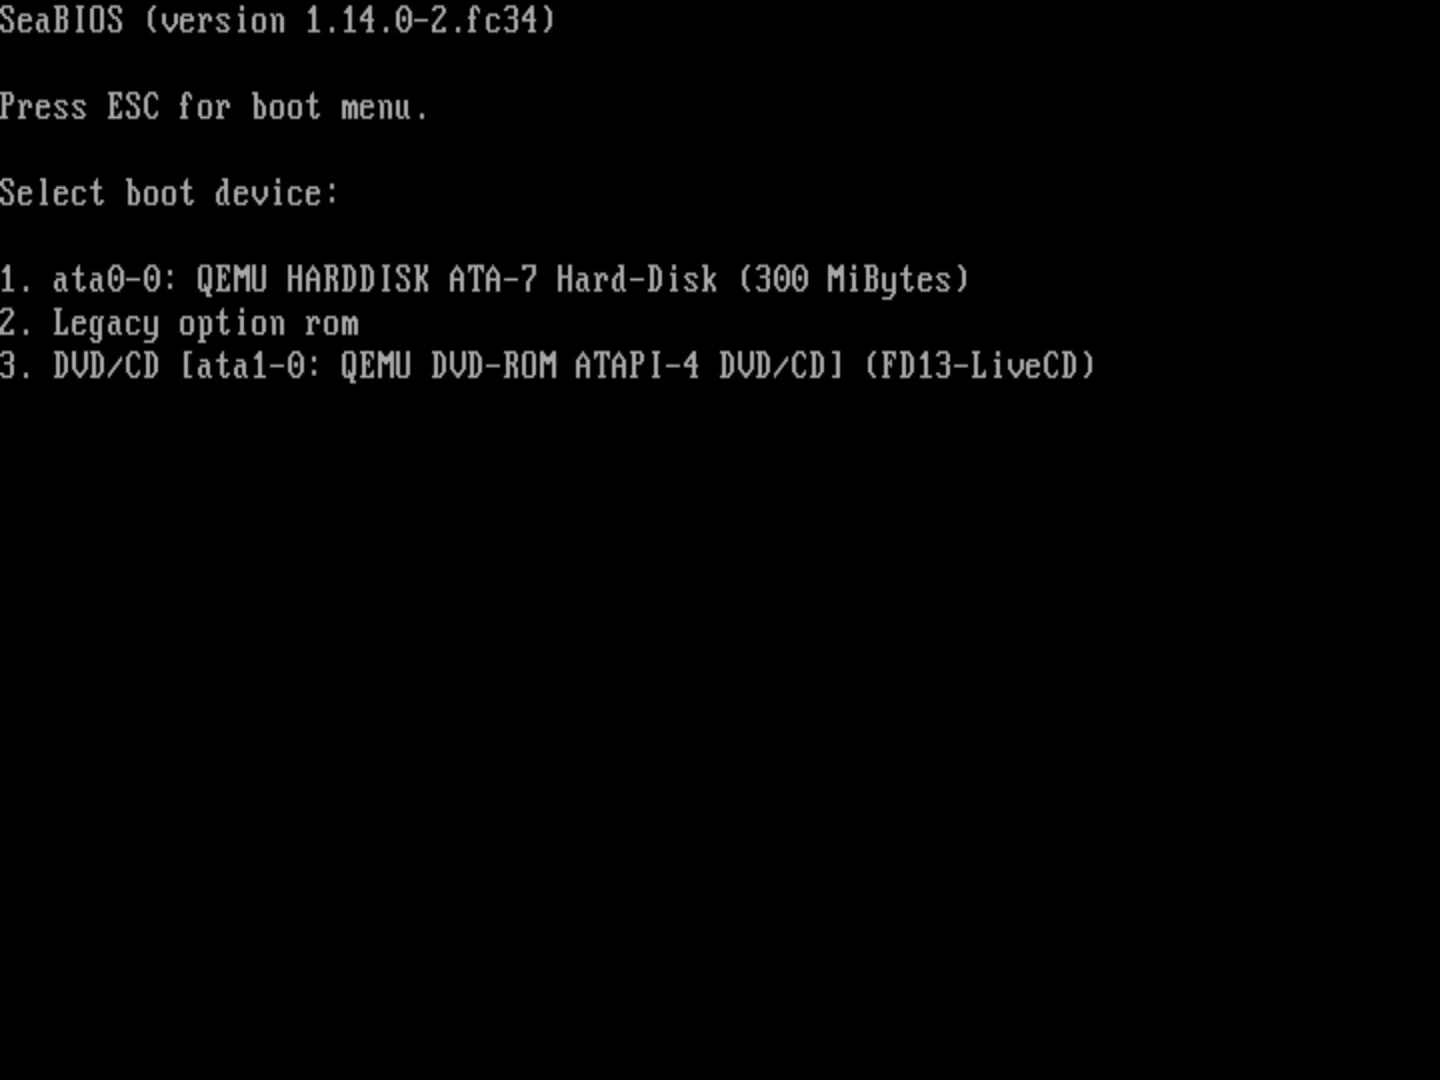 SeaBIOS (version 1.14.0-2.fc34)
Press ESC for boot menu.
Select boot device:
1. ata0-0: QEMU HARDDISK ATA-7 Hard-Disk (300 MiBytes)
2. Legacy option rom
3. DVD/CD [ata1-0: QEMU DVD-ROM ATAPI-4 DVD/CD] (FD13-LiveCD)